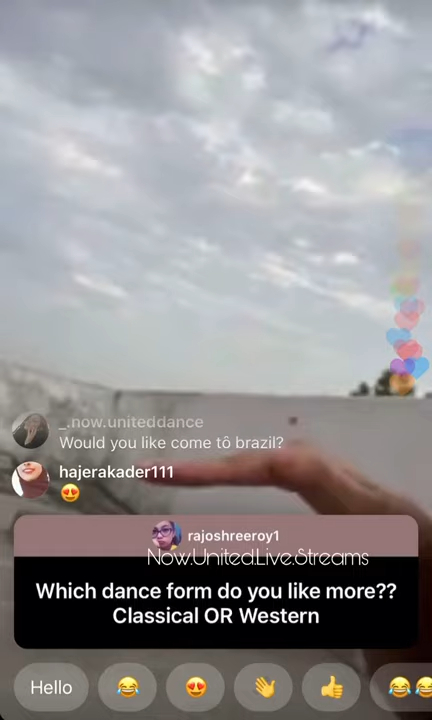 _.now.uniteddance
Would you like come tô brazil?
hajerakader111
😍
rajoshreeroy1
Now.United.Live.Streams
Which dance form do you like more??
Classical OR Western
Hello